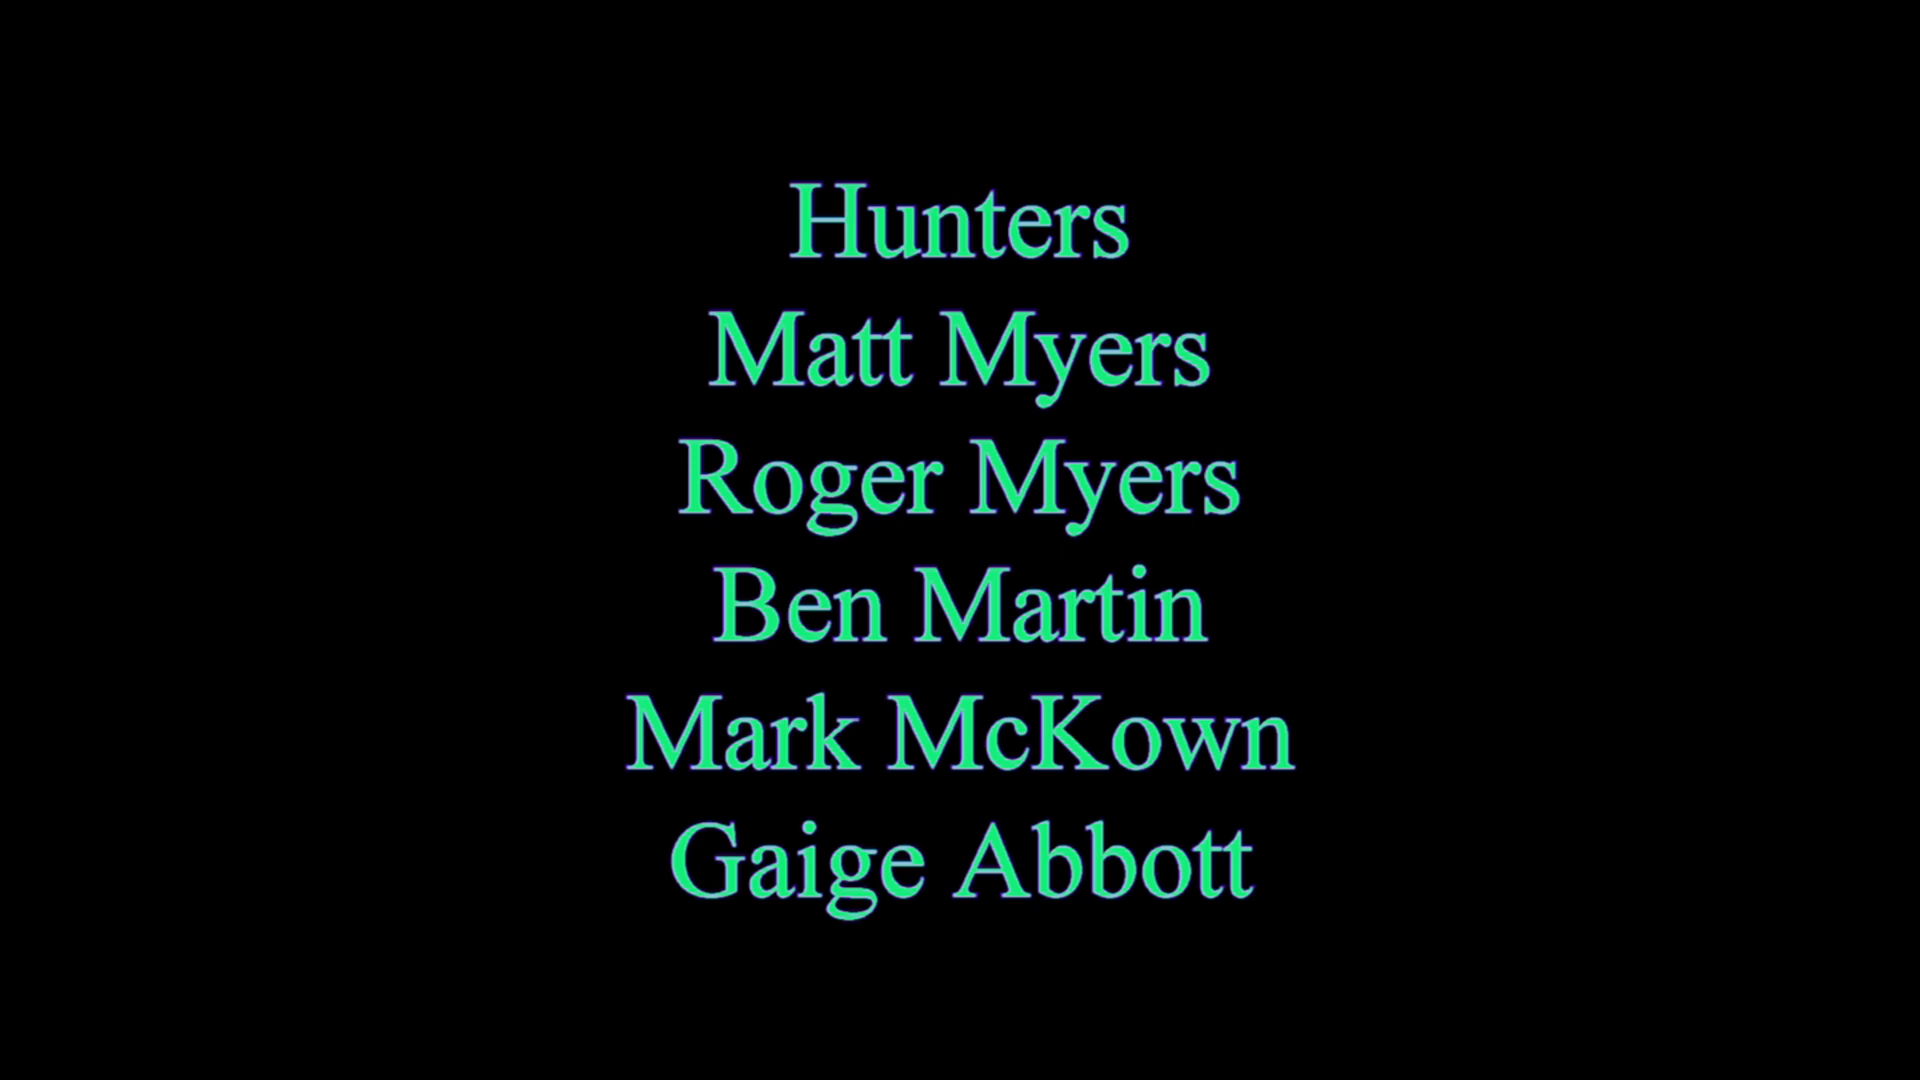 Hunters
Matt Myers
Roger Myers
Ben Martin
Mark McKown
Gaige Abbott